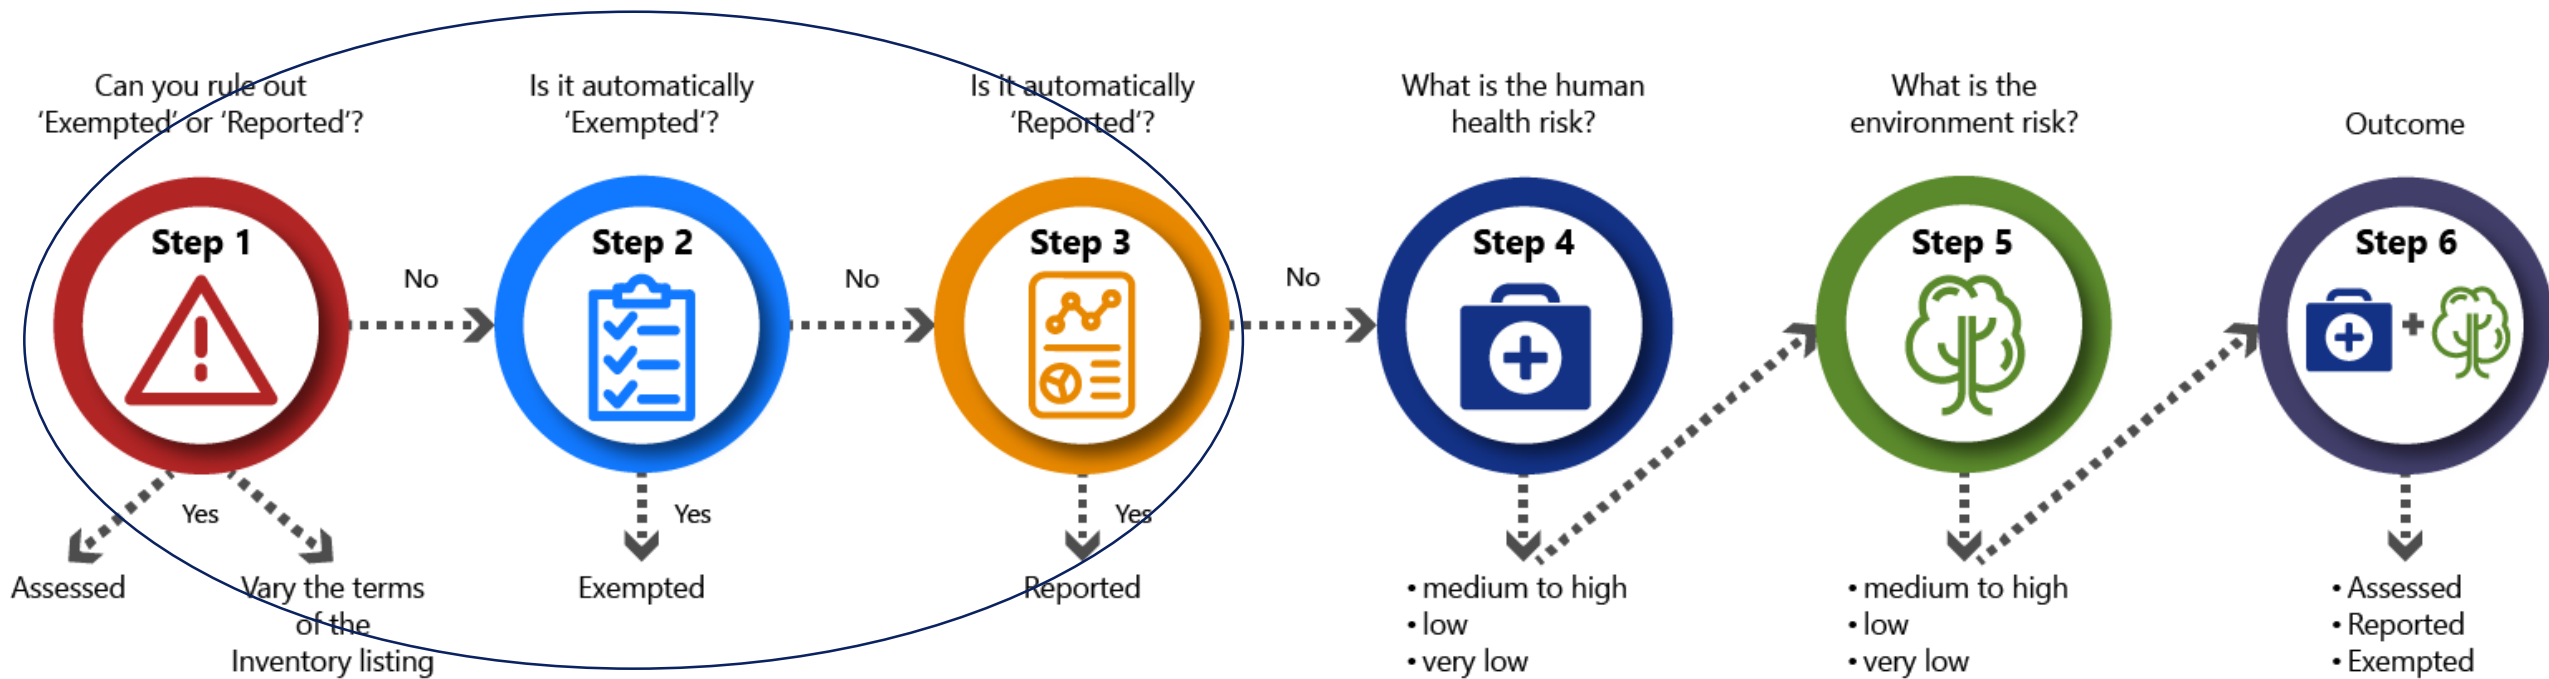 Can you rule out
‘Exempted’ or ‘Reported’?
Is it automatically
‘Exempted’?
Is it automatically
‘Reported’?
What is the human
health risk?
What is the
environment risk?
Outcome
Step 1
No
Step 2
No
Step 3
No
Step 4
Step 5
Step 6
Yes
Yes
Yes
Assessed
Vary the terms
of the
Inventory listing
Exempted
Reported
• medium to high
• low
• very low
• medium to high
• low
• very low
• Assessed
• Reported
• Exempted